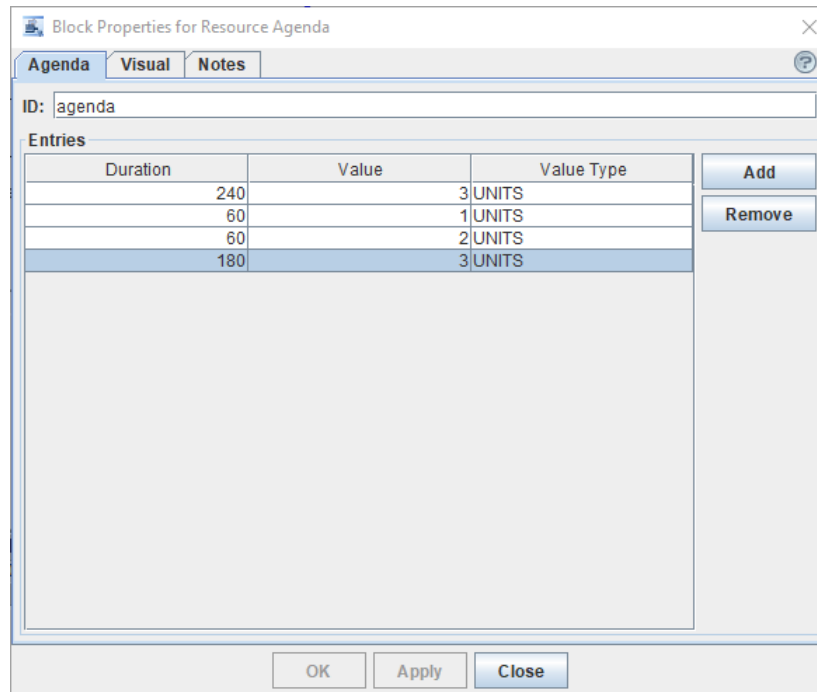 Block Properties for Resource Agenda
Agenda Visual Notes
ID: agenda
Entries
Duration Value Value Type
240 3 UNITS
60 1 UNITS
60 2 UNITS
180 3 UNITS
Add
Remove
OK Apply Close